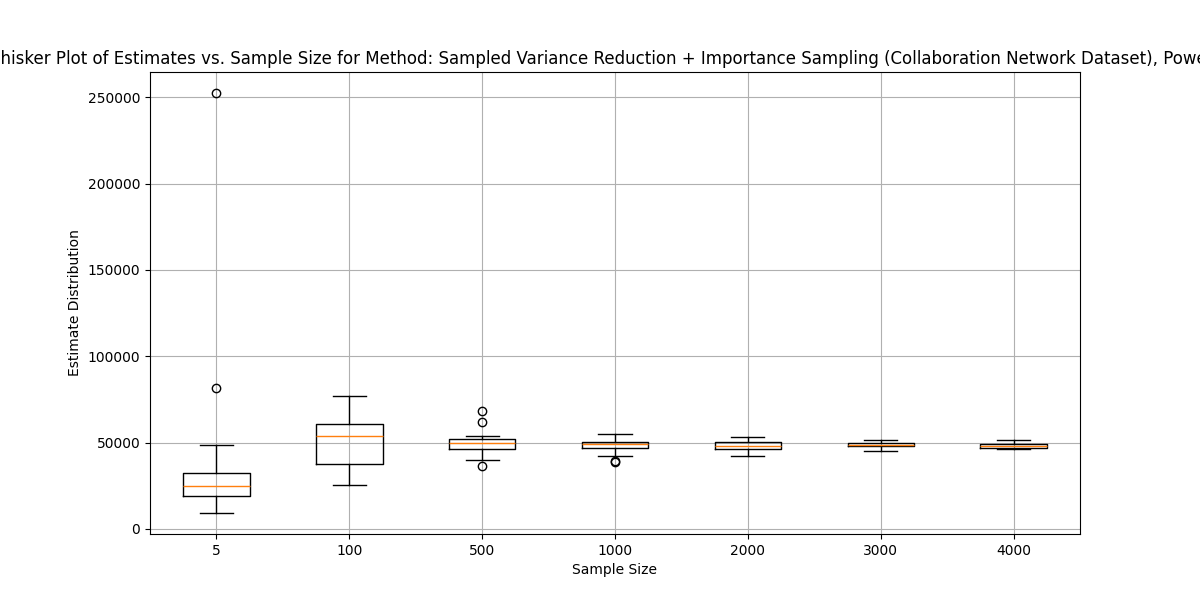 hisker Plot of Estimates vs. Sample Size for Method: Sampled Variance Reduction + Importance Sampling (Collaboration Network Dataset), Powe
250000
200000
150000
100000
50000
0
Estimate Distribution
5 100 500 1000 2000 3000 4000
Sample Size